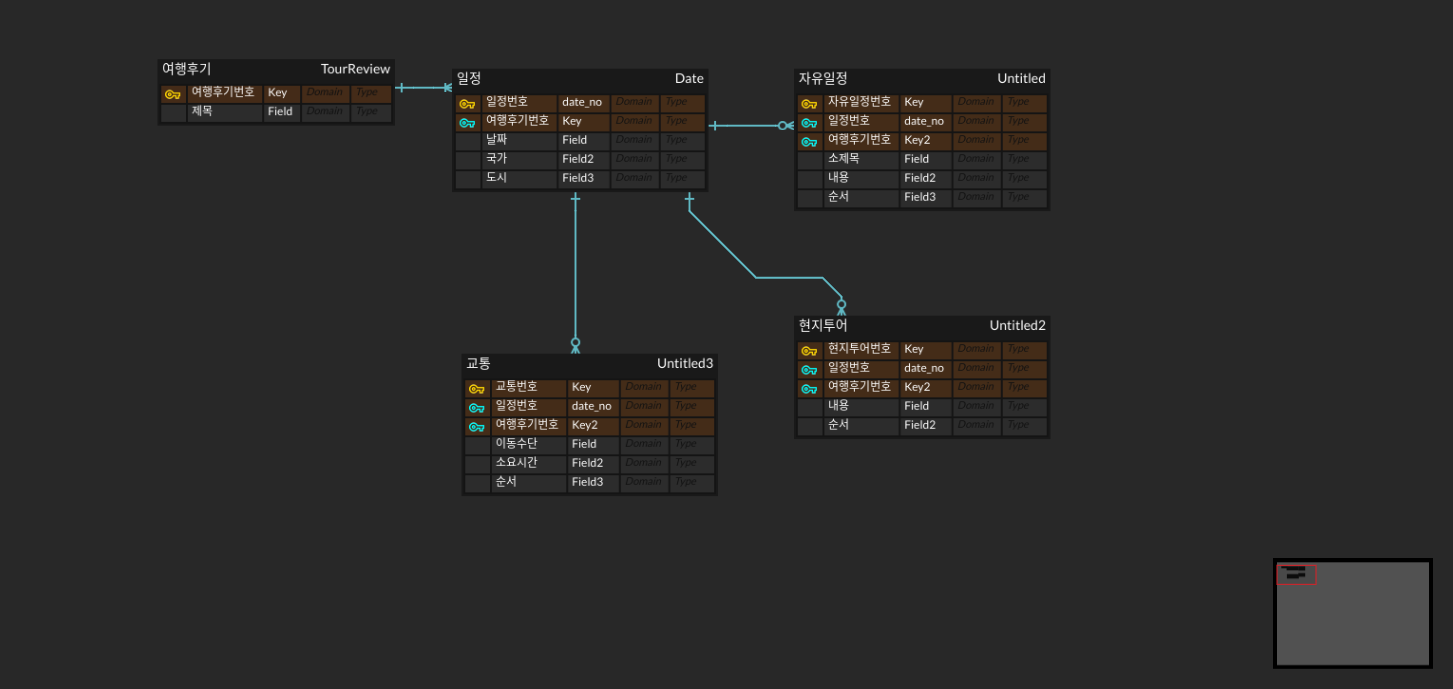 여행후기 TourReview
여행후기번호 Key Domain Type
제목 Field Domain Type
일정 Date
일정번호 date_no Domain Type
여행후기번호 Key Domain Type
날짜 Field Domain Type
국가 Field2 Domain Type
도시 Field3 Domain Type
자유일정 Untitled
자유일정번호 Key Domain Type
일정번호 date_no Domain Type
여행후기번호 Key2 Domain Type
소제목 Field Domain Type
내용 Field2 Domain Type
순서 Field3 Domain Type
교통 Untitled3
교통번호 Key Domain Type
일정번호 date_no Domain Type
여행후기번호 Key2 Domain Type
이동수단 Field Domain Type
소요시간 Field2 Domain Type
순서 Field3 Domain Type
현지투어 Untitled2
현지투어번호 Key Domain Type
일정번호 date_no Domain Type
여행후기번호 Key2 Domain Type
내용 Field Domain Type
순서 Field2 Domain Type